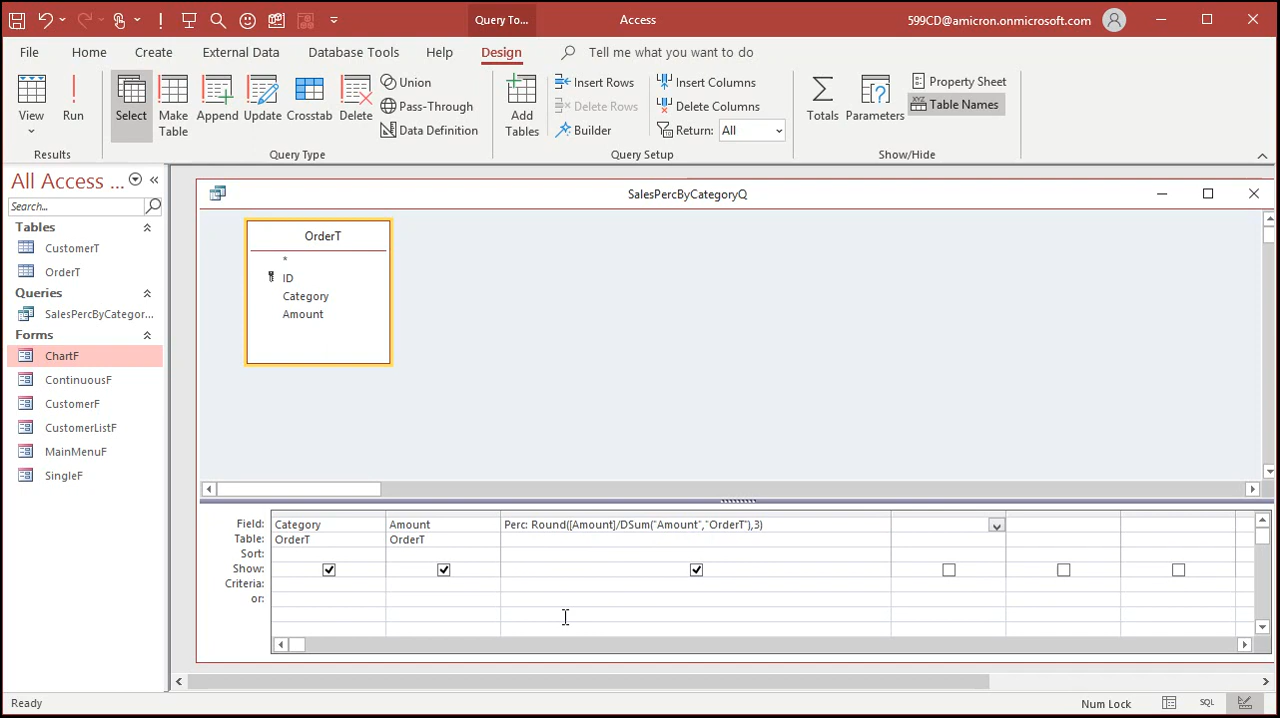 Query To...
Access
599CD@amicron.onmicrosoft.com
File
Home
Create
External Data
Database Tools
Help
Design
Tell me what you want to do
View
Run
Select
Make Table
Append
Update
Crosstab
Delete
Union
Pass-Through
Data Definition
Add Tables
Insert Rows
Delete Rows
Builder
Insert Columns
Delete Columns
Return: All
Totals
Parameters
Property Sheet
Table Names
Results
Query Type
Query Setup
Show/Hide
All Access ...
Search...
Tables
CustomerT
OrderT
Queries
SalesPercByCategor...
Forms
ChartF
ContinuousF
CustomerF
CustomerListF
MainMenuF
SingleF
SalesPercByCategoryQ
OrderT
*
ID
Category
Amount
Field: Category Amount Perc: Round([Amount]/DSum("Amount","OrderT"),3)
Table: OrderT OrderT
Sort:
Show:
Criteria:
or:
Ready
Num Lock
SQL